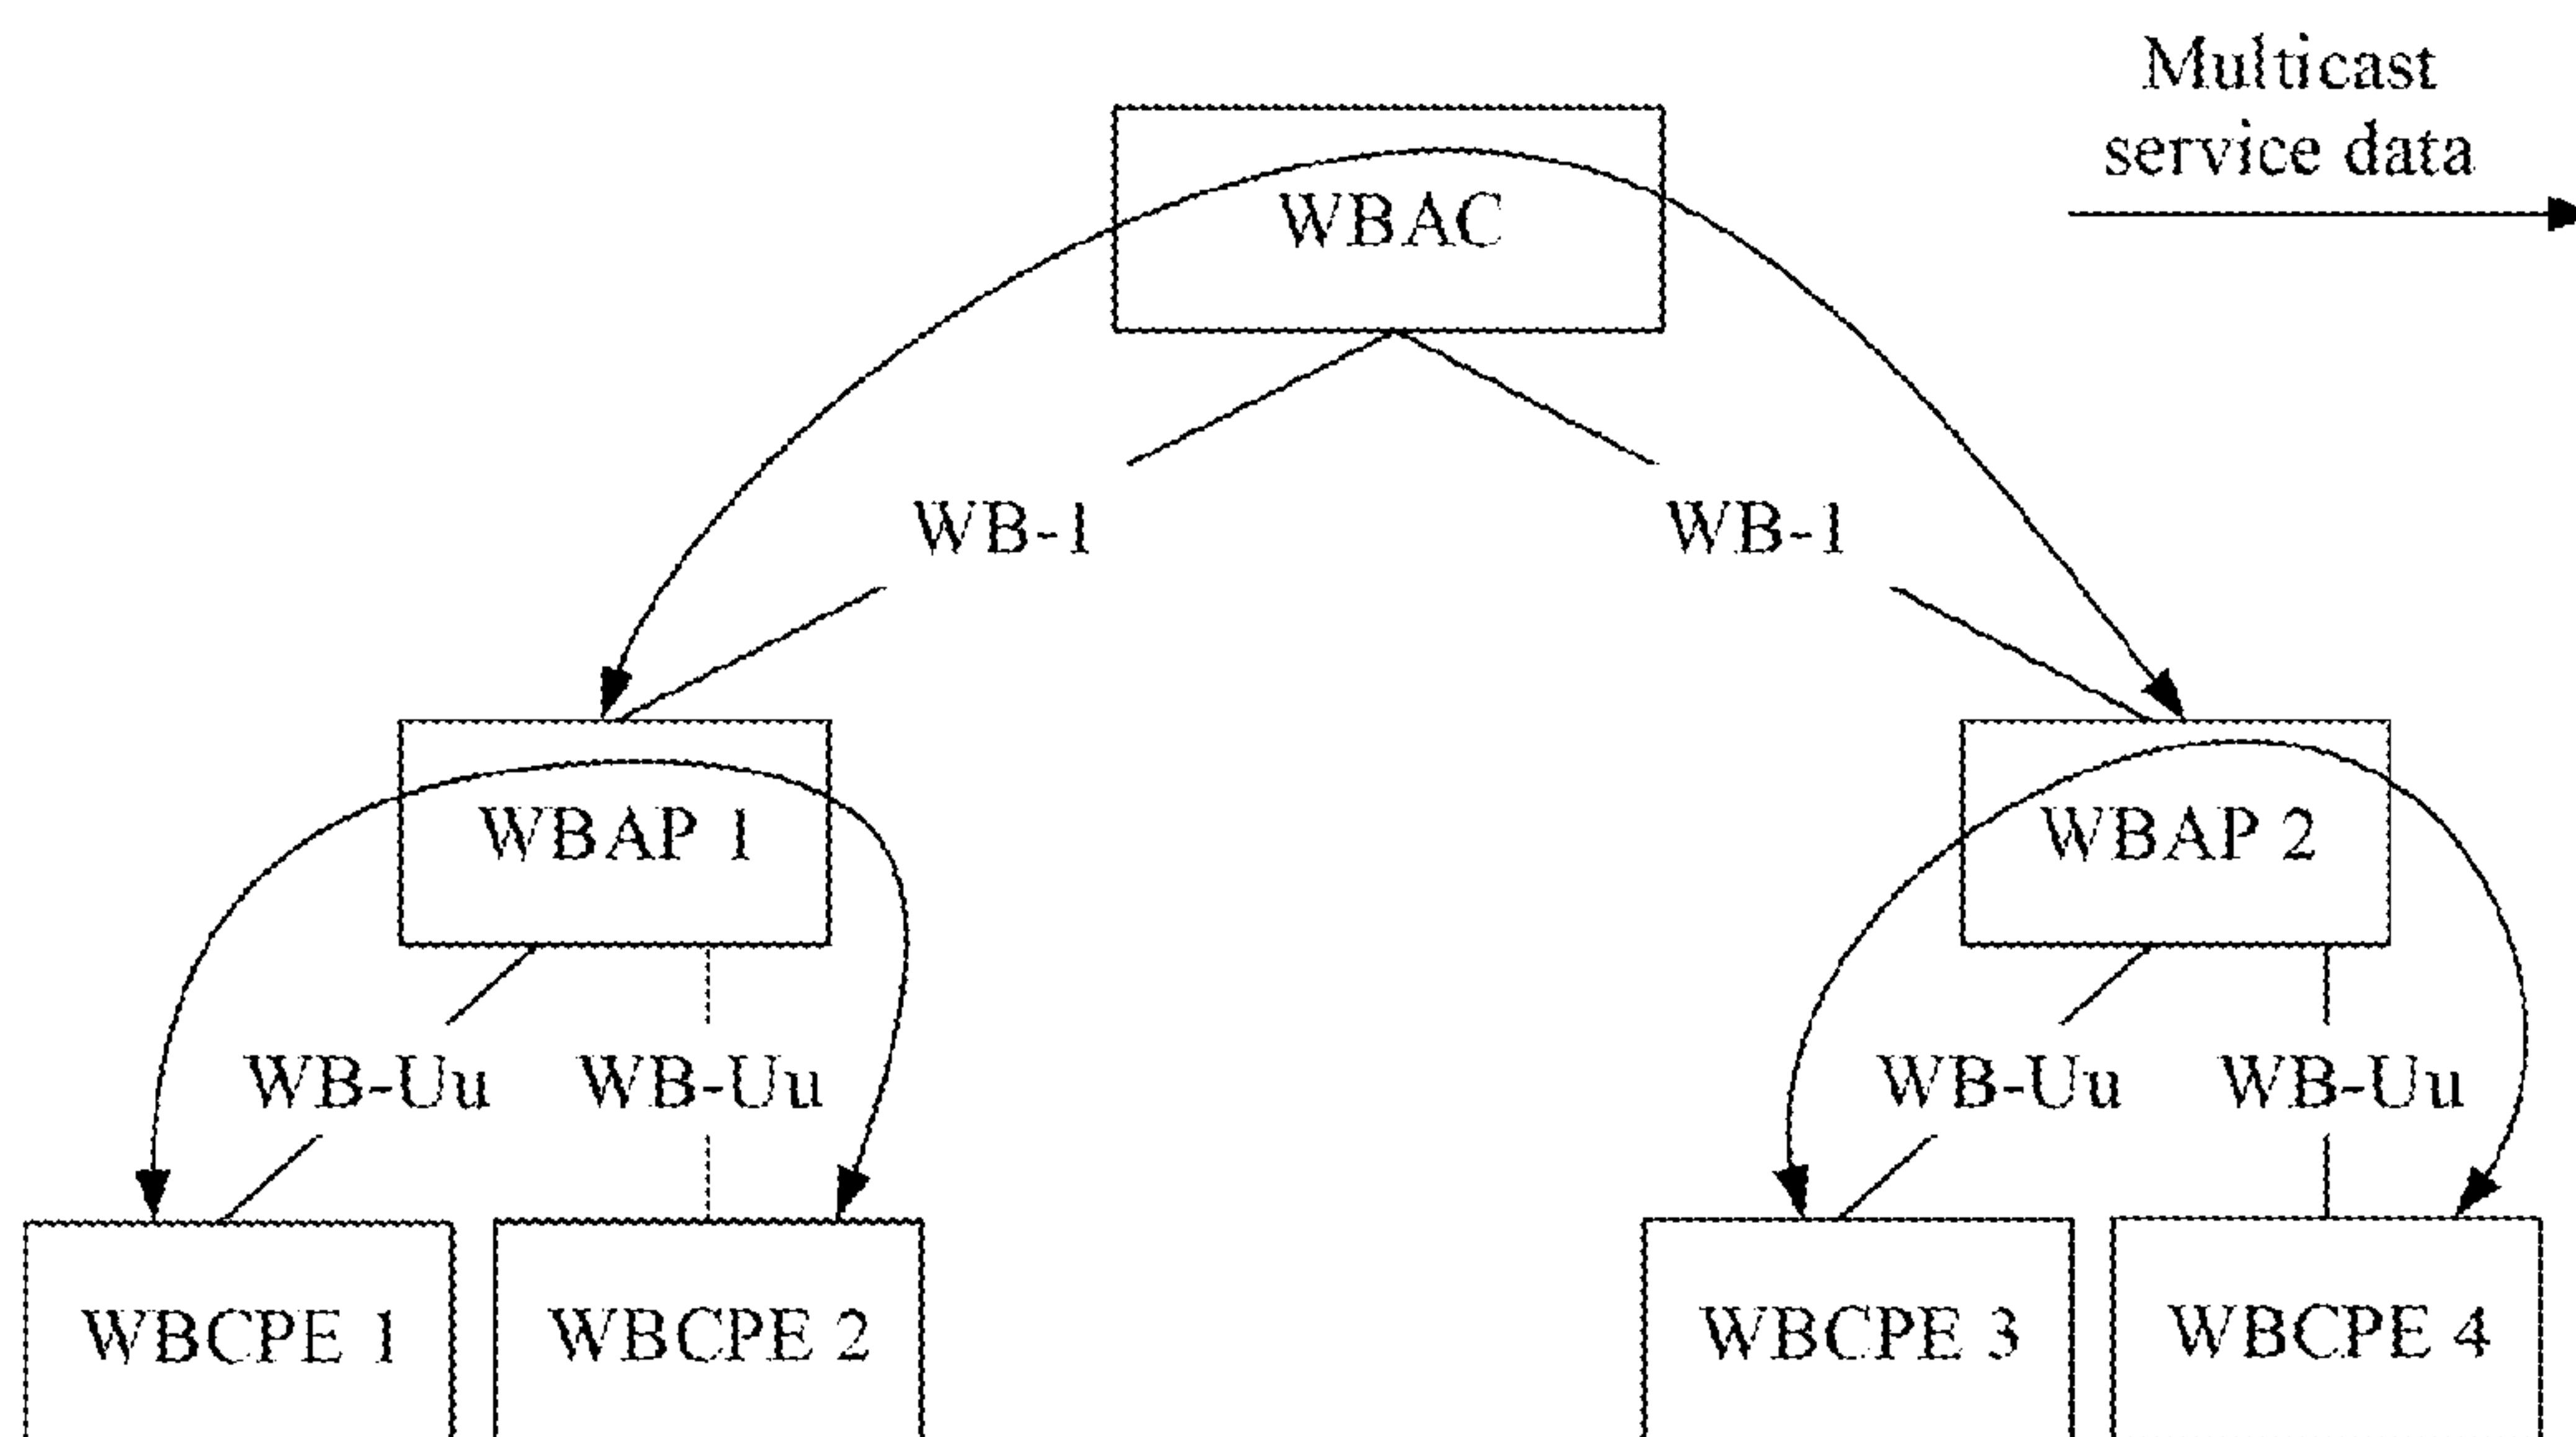 Multicast
service data
WBAC
WB-1
WB-1
WBAP 1
WBAP 2
WB-Uu
WB-Uu
WB-Uu
WB-Uu
WBCPE 1
WBCPE 2
WBCPE 3
WBCPE 4